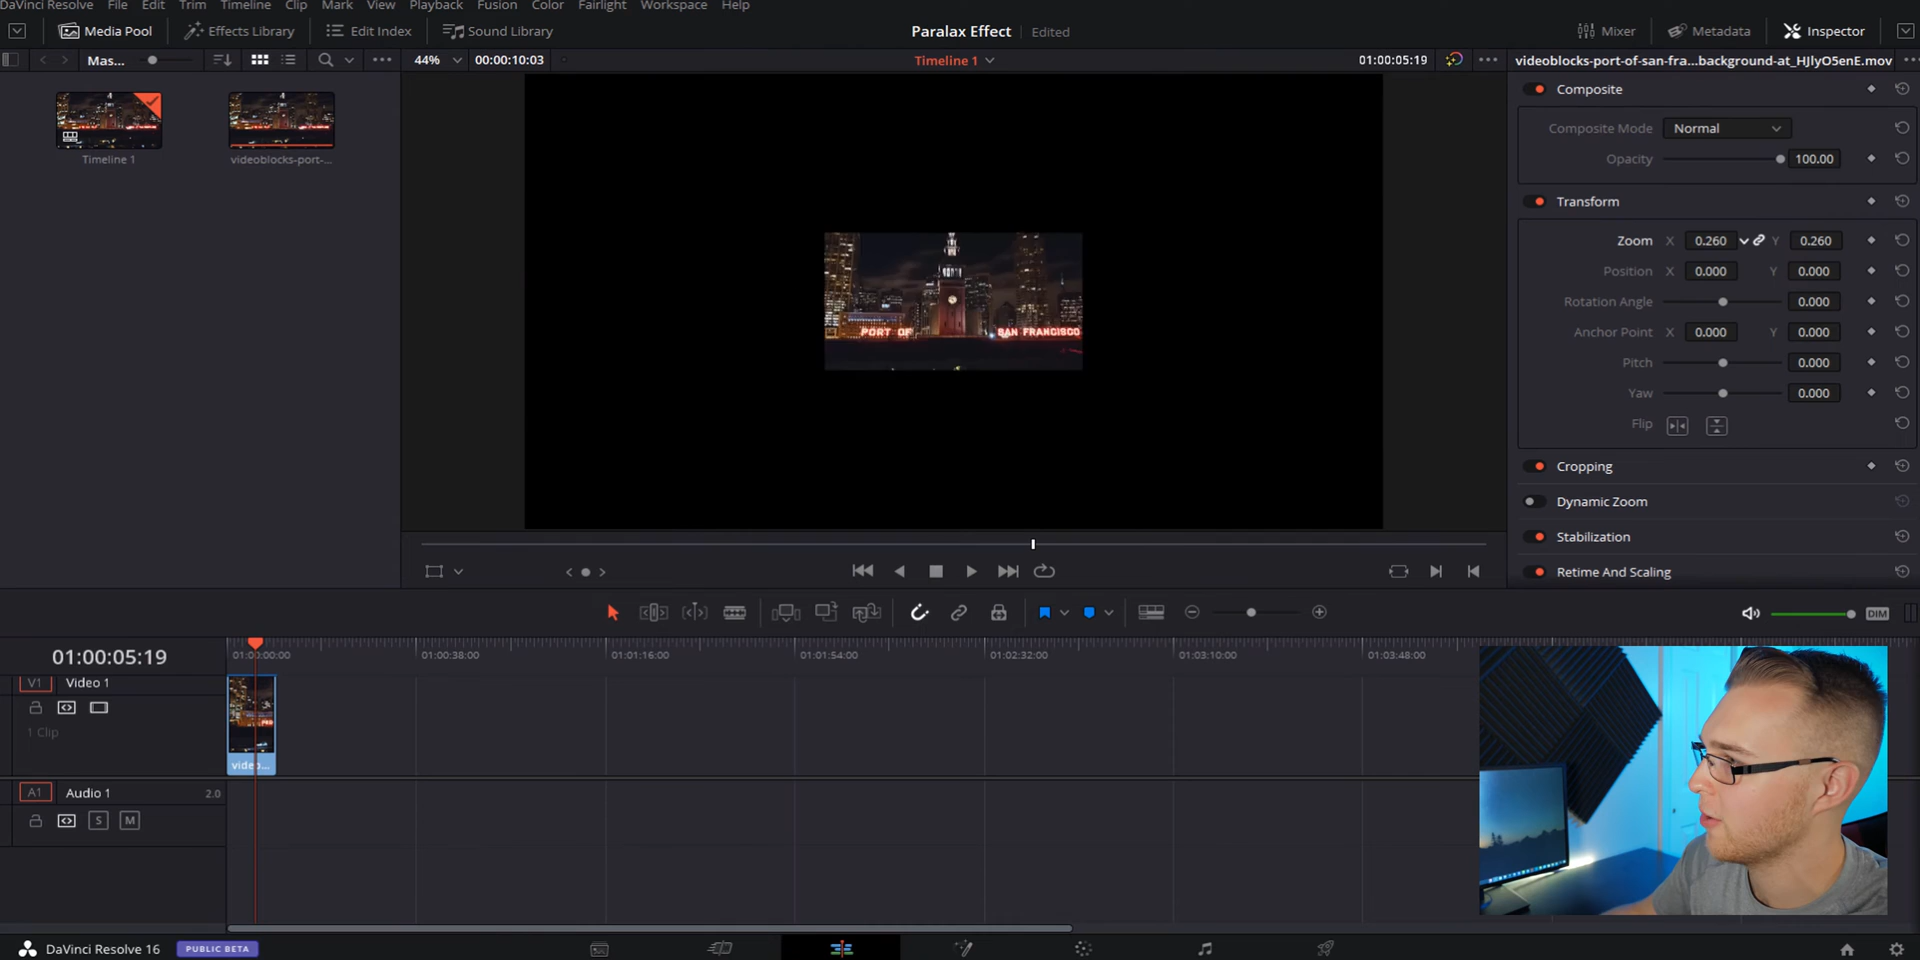 DaVinci Resolve File Edit Trim Timeline Clip Mark View Playback Fusion Color Fairlight Workspace Help
Media Pool Effects Library Edit Index Sound Library Paralax Effect Edited Mixer Metadata Inspector
Mas... 44% 00:00:10:03 Timeline 1 01:00:05:19 videoblocks-port-of-san-fra...background-at_HJlyO5enE.mov
Timeline 1
videoblocks-port-...
PORT OF SAN FRANCISCO
Composite
Composite Mode Normal
Opacity 100.00
Transform
Zoom X 0.260 Y 0.260
Position X 0.000 Y 0.000
Rotation Angle 0.000
Anchor Point X 0.000 Y 0.000
Pitch 0.000
Yaw 0.000
Flip
Cropping
Dynamic Zoom
Stabilization
Retime And Scaling
DIM
01:00:05:19
01:00:00:00 01:00:38:00 01:01:16:00 01:01:54:00 01:02:32:00 01:03:10:00 01:03:48:00
V1 Video 1
1 Clip
video...
A1 Audio 1 2.0
S M
DaVinci Resolve 16 PUBLIC BETA